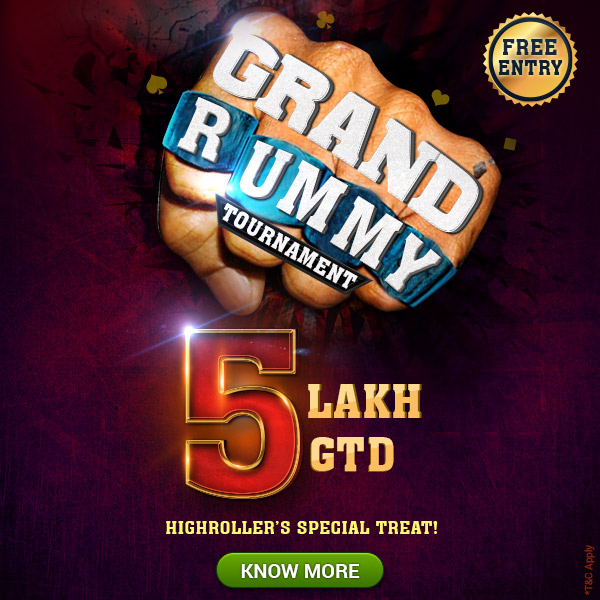 FREE
ENTRY
GRAND
RUMMY
TOURNAMENT
5 LAKH
GTD
HIGHROLLER'S SPECIAL TREAT!
KNOW MORE
*T&C Apply